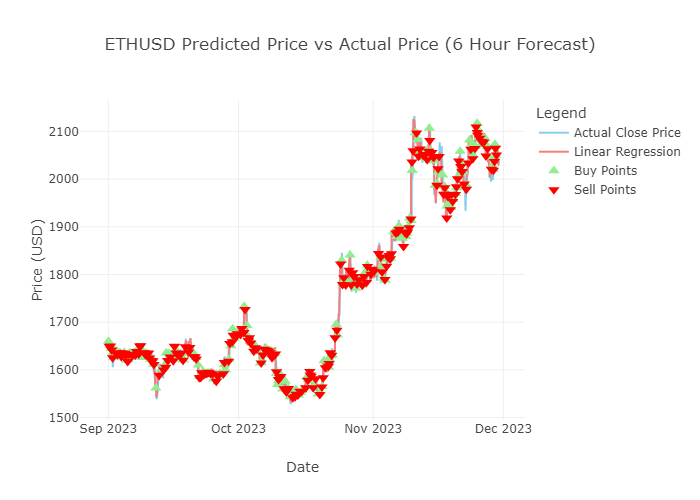 ETHUSD Predicted Price vs Actual Price (6 Hour Forecast)
Legend
Actual Close Price
Linear Regression
Buy Points
Sell Points
2100
2000
1900
1800
1700
1600
1500
Price (USD)
Sep 2023
Oct 2023
Nov 2023
Dec 2023
Date